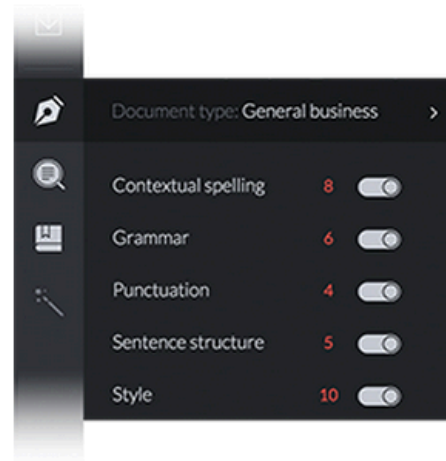 Document type: General business >
Contextual spelling 8
Grammar 6
Punctuation 4
Sentence structure 5
Style 10